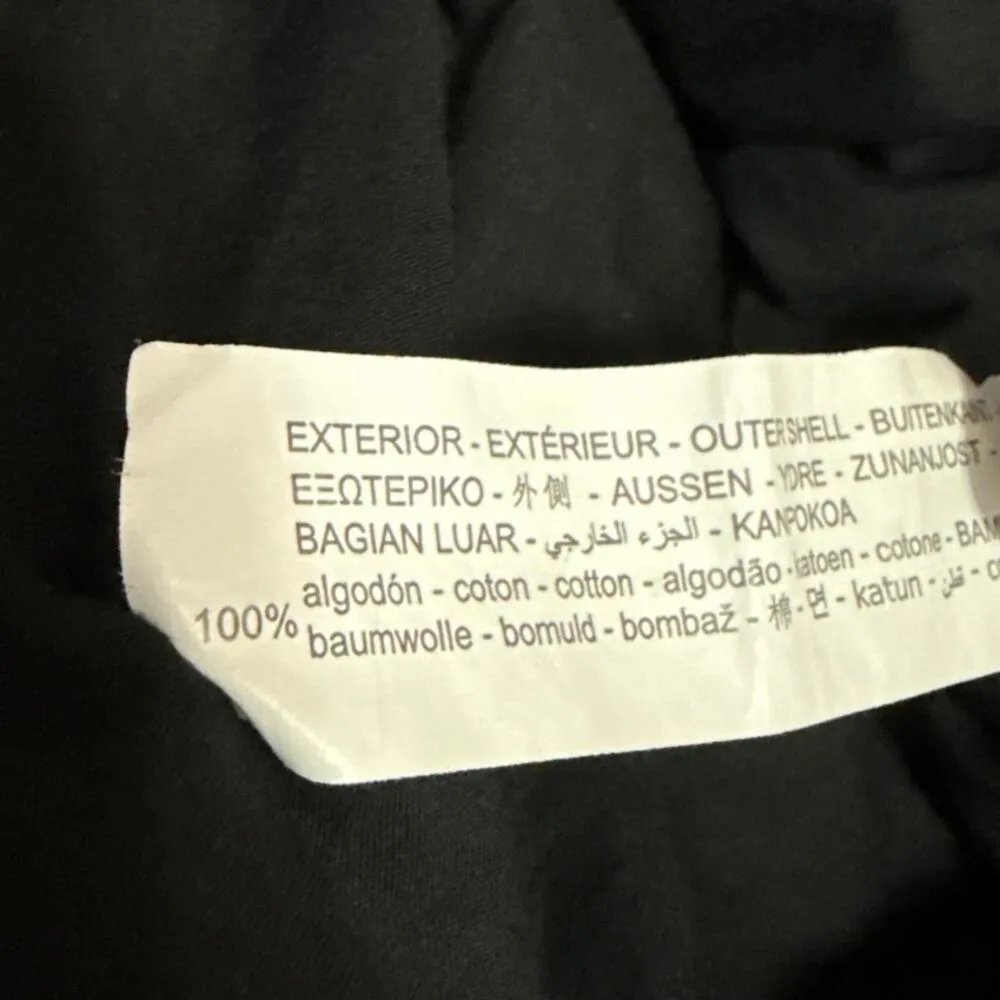 EXTERIOR - EXTÉRIEUR - OUTERSHELL - BUITENKANT
ΕΞΩΤΕΡΙΚΟ - 外側 - AUSSEN - YDRE - ZUNANJOST -
BAGIAN LUAR - الجزء الخارجي - KANPOKOA
algodón - coton - cotton - algodão - katoen - cotone -
100% baumwolle - bomuld - bombaž - 棉 - 면 - katun - قطن -